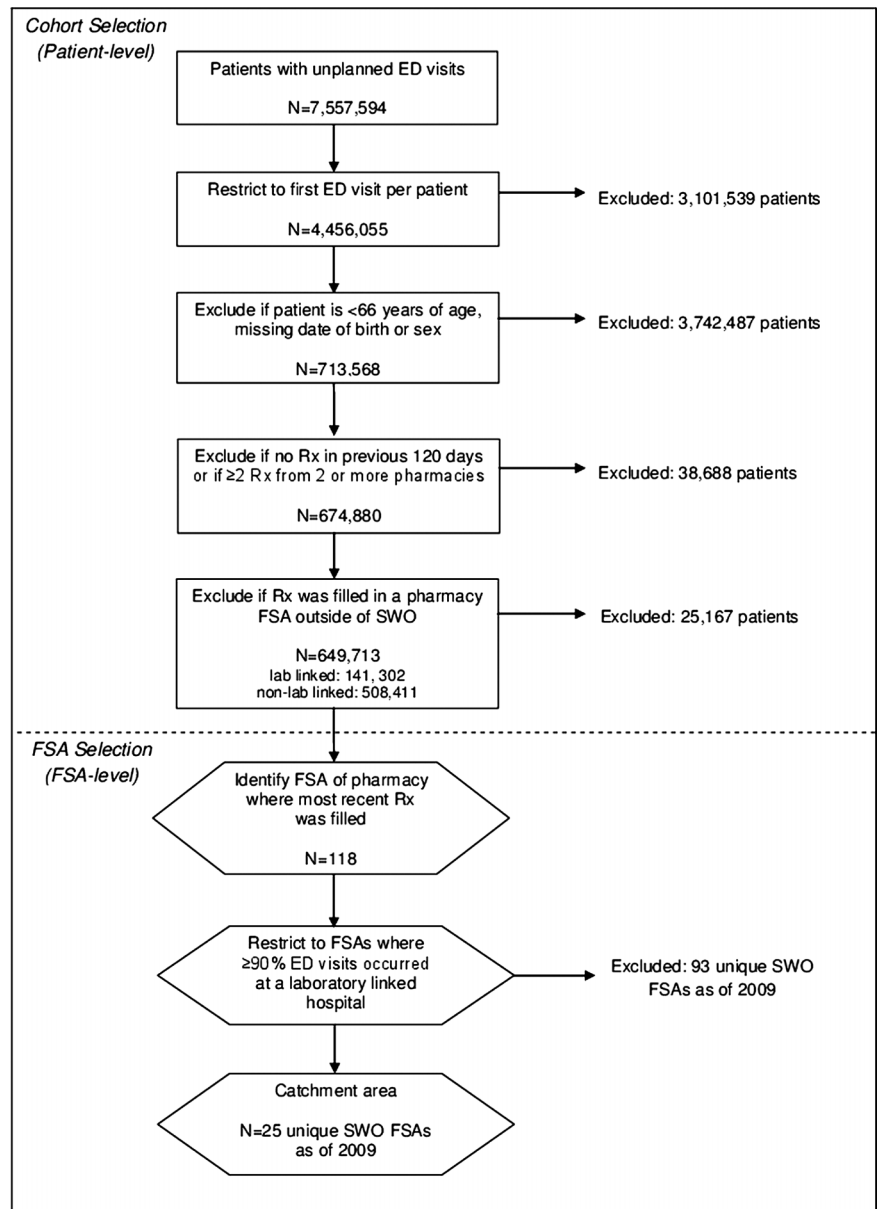 Cohort Selection
(Patient-level)
Patients with unplanned ED visits
N=7,557,594
Restrict to first ED visit per patient
N=4,456,055
Excluded: 3,101,539 patients
Exclude if patient is <66 years of age,
missing date of birth or sex
N=713.568
Excluded: 3,742,487 patients
Exclude if no Rx in previous 120 days
or if ≥2 Rx from 2 or more pharmacies
N=674,880
Excluded: 38,688 patients
Exclude if Rx was filled in a pharmacy
FSA outside of SWO
N=649,713
lab linked: 141, 302
non-lab linked: 508,411
Excluded: 25,167 patients
FSA Selection
(FSA-level)
Identify FSA of pharmacy
where most recent Rx
was filled
N=118
Restrict to FSAs where
≥90% ED visits occurred
at a laboratory linked
hospital
Excluded: 93 unique SWO
FSAs as of 2009
Catchment area
N=25 unique SWO FSAs
as of 2009